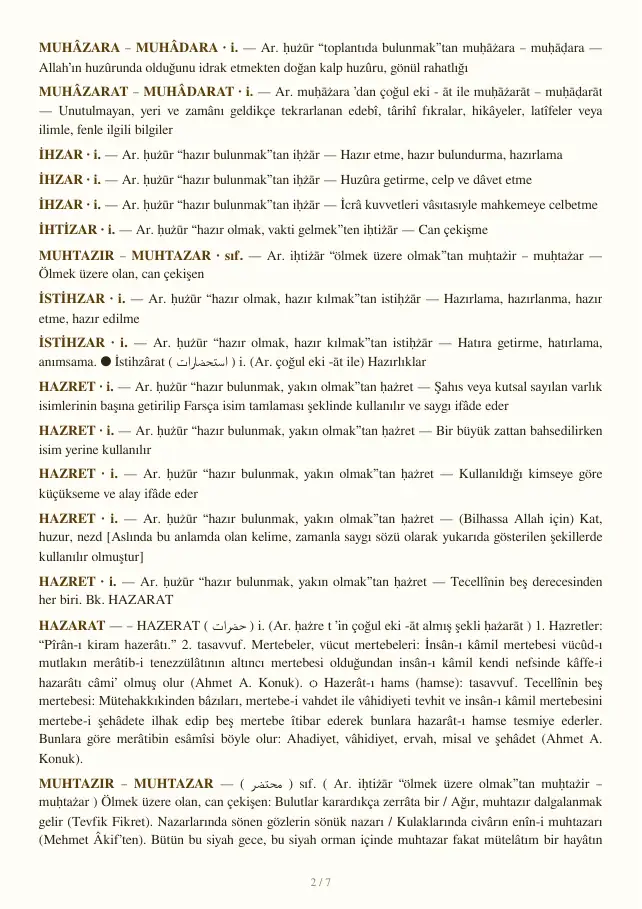 MUHÂZARA – MUHÂDARA · i. — Ar. ḥużūr “toplantıda bulunmak”tan muḥāżara – muḥāḍara —
Allah’ın huzûrunda olduğunu idrak etmekten doğan kalp huzûru, gönül rahatlığı
MUHÂZARAT – MUHÂDARAT · i. — Ar. muḥāżara ’dan çoğul eki - āt ile muḥāżarāt – muḥāḍarāt
— Unutulmayan, yeri ve zamânı geldikçe tekrarlanan edebî, târihî fıkralar, hikâyeler, latîfeler veya
ilimle, fenle ilgili bilgiler
İHZAR · i. — Ar. ḥużūr “hazır bulunmak”tan iḥżār — Hazır etme, hazır bulundurma, hazırlama
İHZAR · i. — Ar. ḥużūr “hazır bulunmak”tan iḥżār — Huzûra getirme, celp ve dâvet etme
İHZAR · i. — Ar. ḥużūr “hazır bulunmak”tan iḥżār — İcrâ kuvvetleri vâsıtasıyle mahkemeye celbetme
İHTİZAR · i. — Ar. ḥużūr “hazır olmak, vakti gelmek”ten iḥtiżār — Can çekişme
MUHTAZIR – MUHTAZAR · sıf. — Ar. iḥtiżār “ölmek üzere olmak”tan muḥtażir – muḥtażar —
Ölmek üzere olan, can çekişen
İSTİHZAR · i. — Ar. ḥużūr “hazır olmak, hazır kılmak”tan istiḥżār — Hazırlama, hazırlanma, hazır
etme, hazır edilme
İSTİHZAR · i. — Ar. ḥużūr “hazır olmak, hazır kılmak”tan istiḥżār — Hatıra getirme, hatırlama,
anımsama. ● İstihzârat ( استحضارات ) i. (Ar. çoğul eki -āt ile) Hazırlıklar
HAZRET · i. — Ar. ḥużūr “hazır bulunmak, yakın olmak”tan ḥażret — Şahıs veya kutsal sayılan varlık
isimlerinin başına getirilip Farsça isim tamlaması şeklinde kullanılır ve saygı ifâde eder
HAZRET · i. — Ar. ḥużūr “hazır bulunmak, yakın olmak”tan ḥażret — Bir büyük zattan bahsedilirken
isim yerine kullanılır
HAZRET · i. — Ar. ḥużūr “hazır bulunmak, yakın olmak”tan ḥażret — Kullanıldığı kimseye göre
küçükseme ve alay ifâde eder
HAZRET · i. — Ar. ḥużūr “hazır bulunmak, yakın olmak”tan ḥażret — (Bilhassa Allah için) Kat,
huzur, nezd [Aslında bu anlamda olan kelime, zamanla saygı sözü olarak yukarıda gösterilen şekillerde
kullanılır olmuştur]
HAZRET · i. — Ar. ḥużūr “hazır bulunmak, yakın olmak”tan ḥażret — Tecellînin beş derecesinden
her biri. Bk. HAZARAT
HAZARAT — – HAZERAT ( حضرات ) i. (Ar. ḥażre t ’in çoğul eki -āt almış şekli ḥażarāt ) 1. Hazretler:
“Pîrân-ı kiram hazerâtı.” 2. tasavvuf. Mertebeler, vücut mertebeleri: İnsân-ı kâmil mertebesi vücûd-ı
mutlakın merâtib-i tenezzülâtının altıncı mertebesi olduğundan insân-ı kâmil kendi nefsinde kâffe-i
hazarâtı câmi’ olmuş olur (Ahmet A. Konuk). ѻ Hazerât-ı hams (hamse): tasavvuf. Tecellînin beş
mertebesi: Mütehakkikınden bâzıları, mertebe-i vahdet ile vâhidiyeti tevhit ve insân-ı kâmil mertebesini
mertebe-i şehâdete ilhak edip beş mertebe îtibar ederek bunlara hazarât-ı hamse tesmiye ederler.
Bunlara göre merâtibin esâmîsi böyle olur: Ahadiyet, vâhidiyet, ervah, misal ve şehâdet (Ahmet A.
Konuk).
MUHTAZIR – MUHTAZAR — ( محتضر ) sıf. ( Ar. iḥtiżār “ölmek üzere olmak”tan muḥtażir –
muḥtażar ) Ölmek üzere olan, can çekişen: Bulutlar karardıkça zerrâta bir / Ağır, muhtazır dalgalanmak
gelir (Tevfik Fikret). Nazarlarında sönen gözlerin sönük nazarı / Kulaklarında civârın enîn-i muhtazarı
(Mehmet Âkif’ten). Bütün bu siyah gece, bu siyah orman içinde muhtazar fakat mütelâtım bir hayâtın
2 / 7